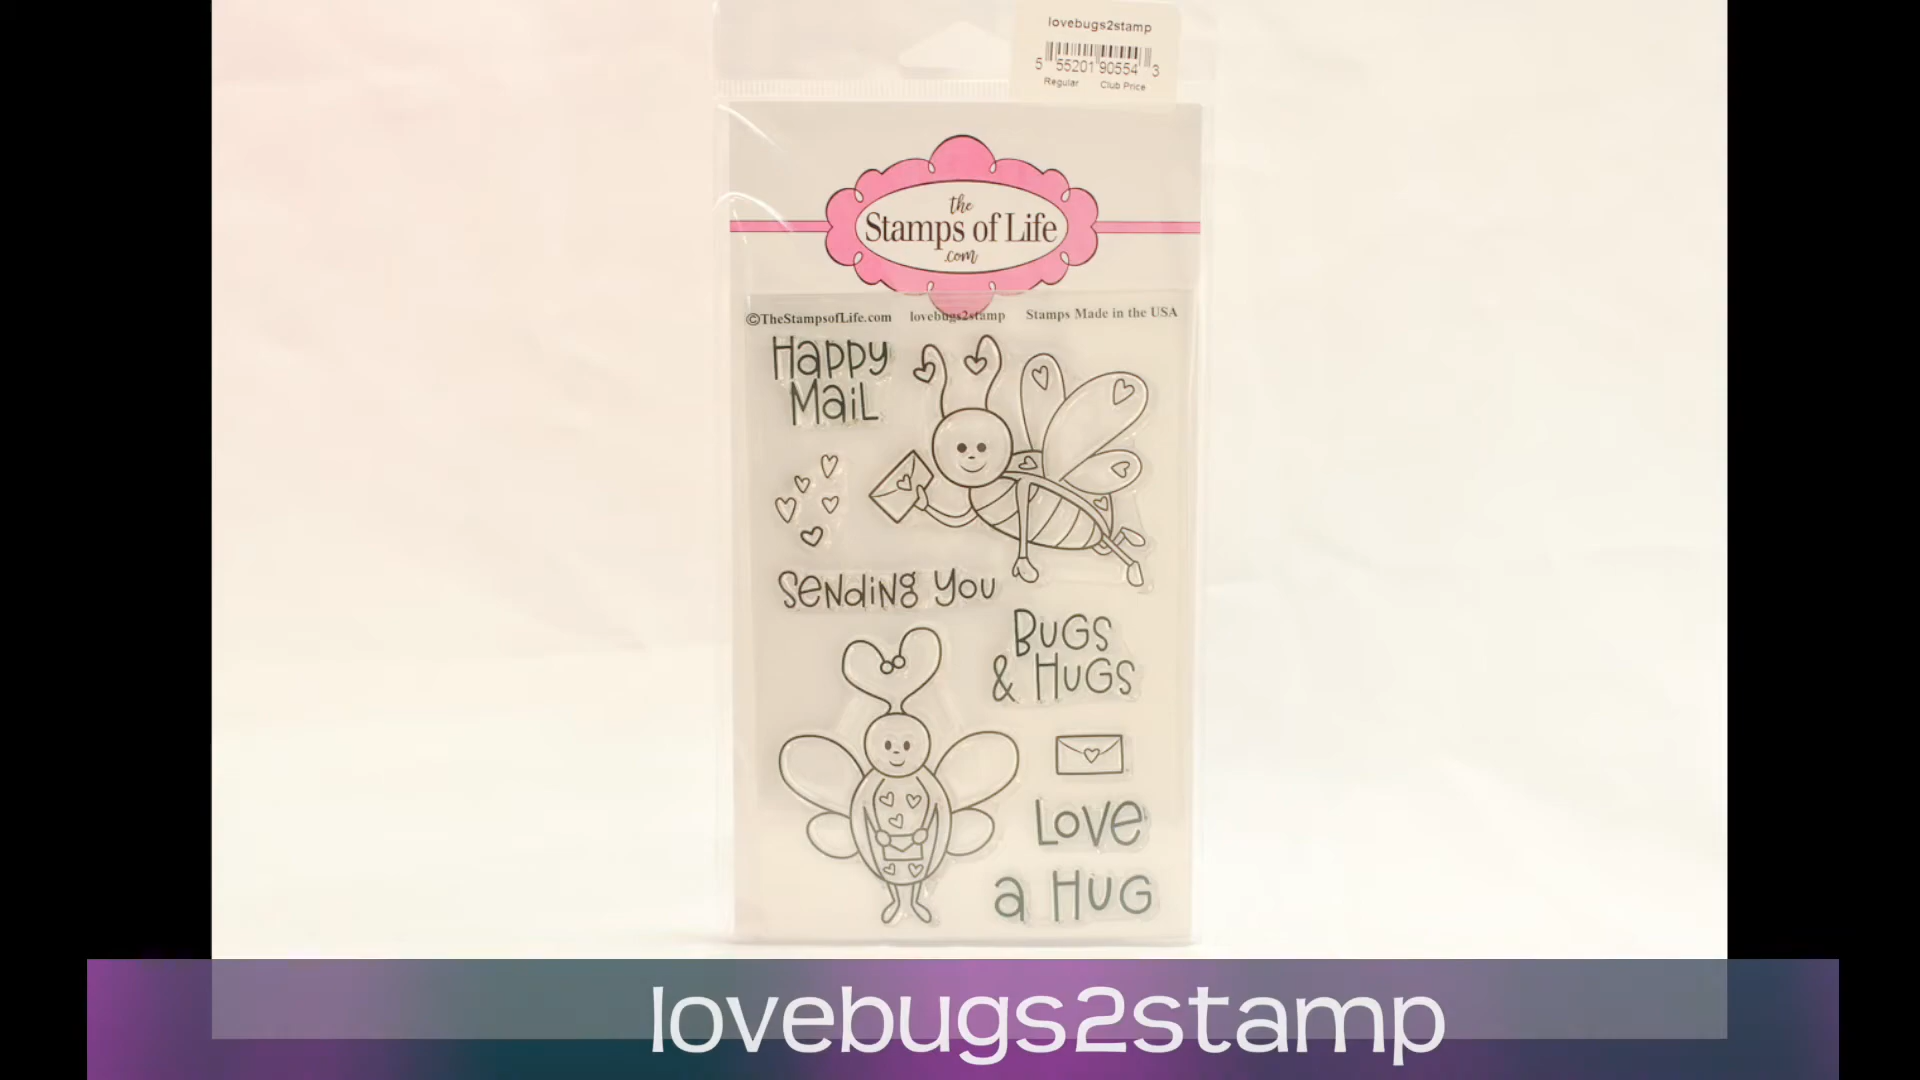 lovebugs2stamp
5 55201 90554 3
Regular Club Price
the
Stamps of Life
.com
©TheStampsofLife.com lovebugs2stamp Stamps Made in the USA
Happy
Mail
Sending You
Bugs
& Hugs
Love
a Hug
lovebugs2stamp